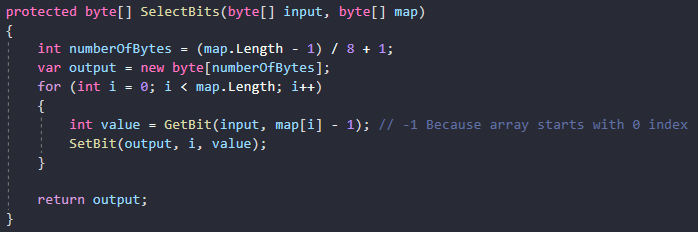 protected byte[] SelectBits(byte[] input, byte[] map)
{
    int numberOfBytes = (map.Length - 1) / 8 + 1;
    var output = new byte[numberOfBytes];
    for (int i = 0; i < map.Length; i++)
    {
        int value = GetBit(input, map[i] - 1); // -1 Because array starts with 0 index
        SetBit(output, i, value);
    }

    return output;
}